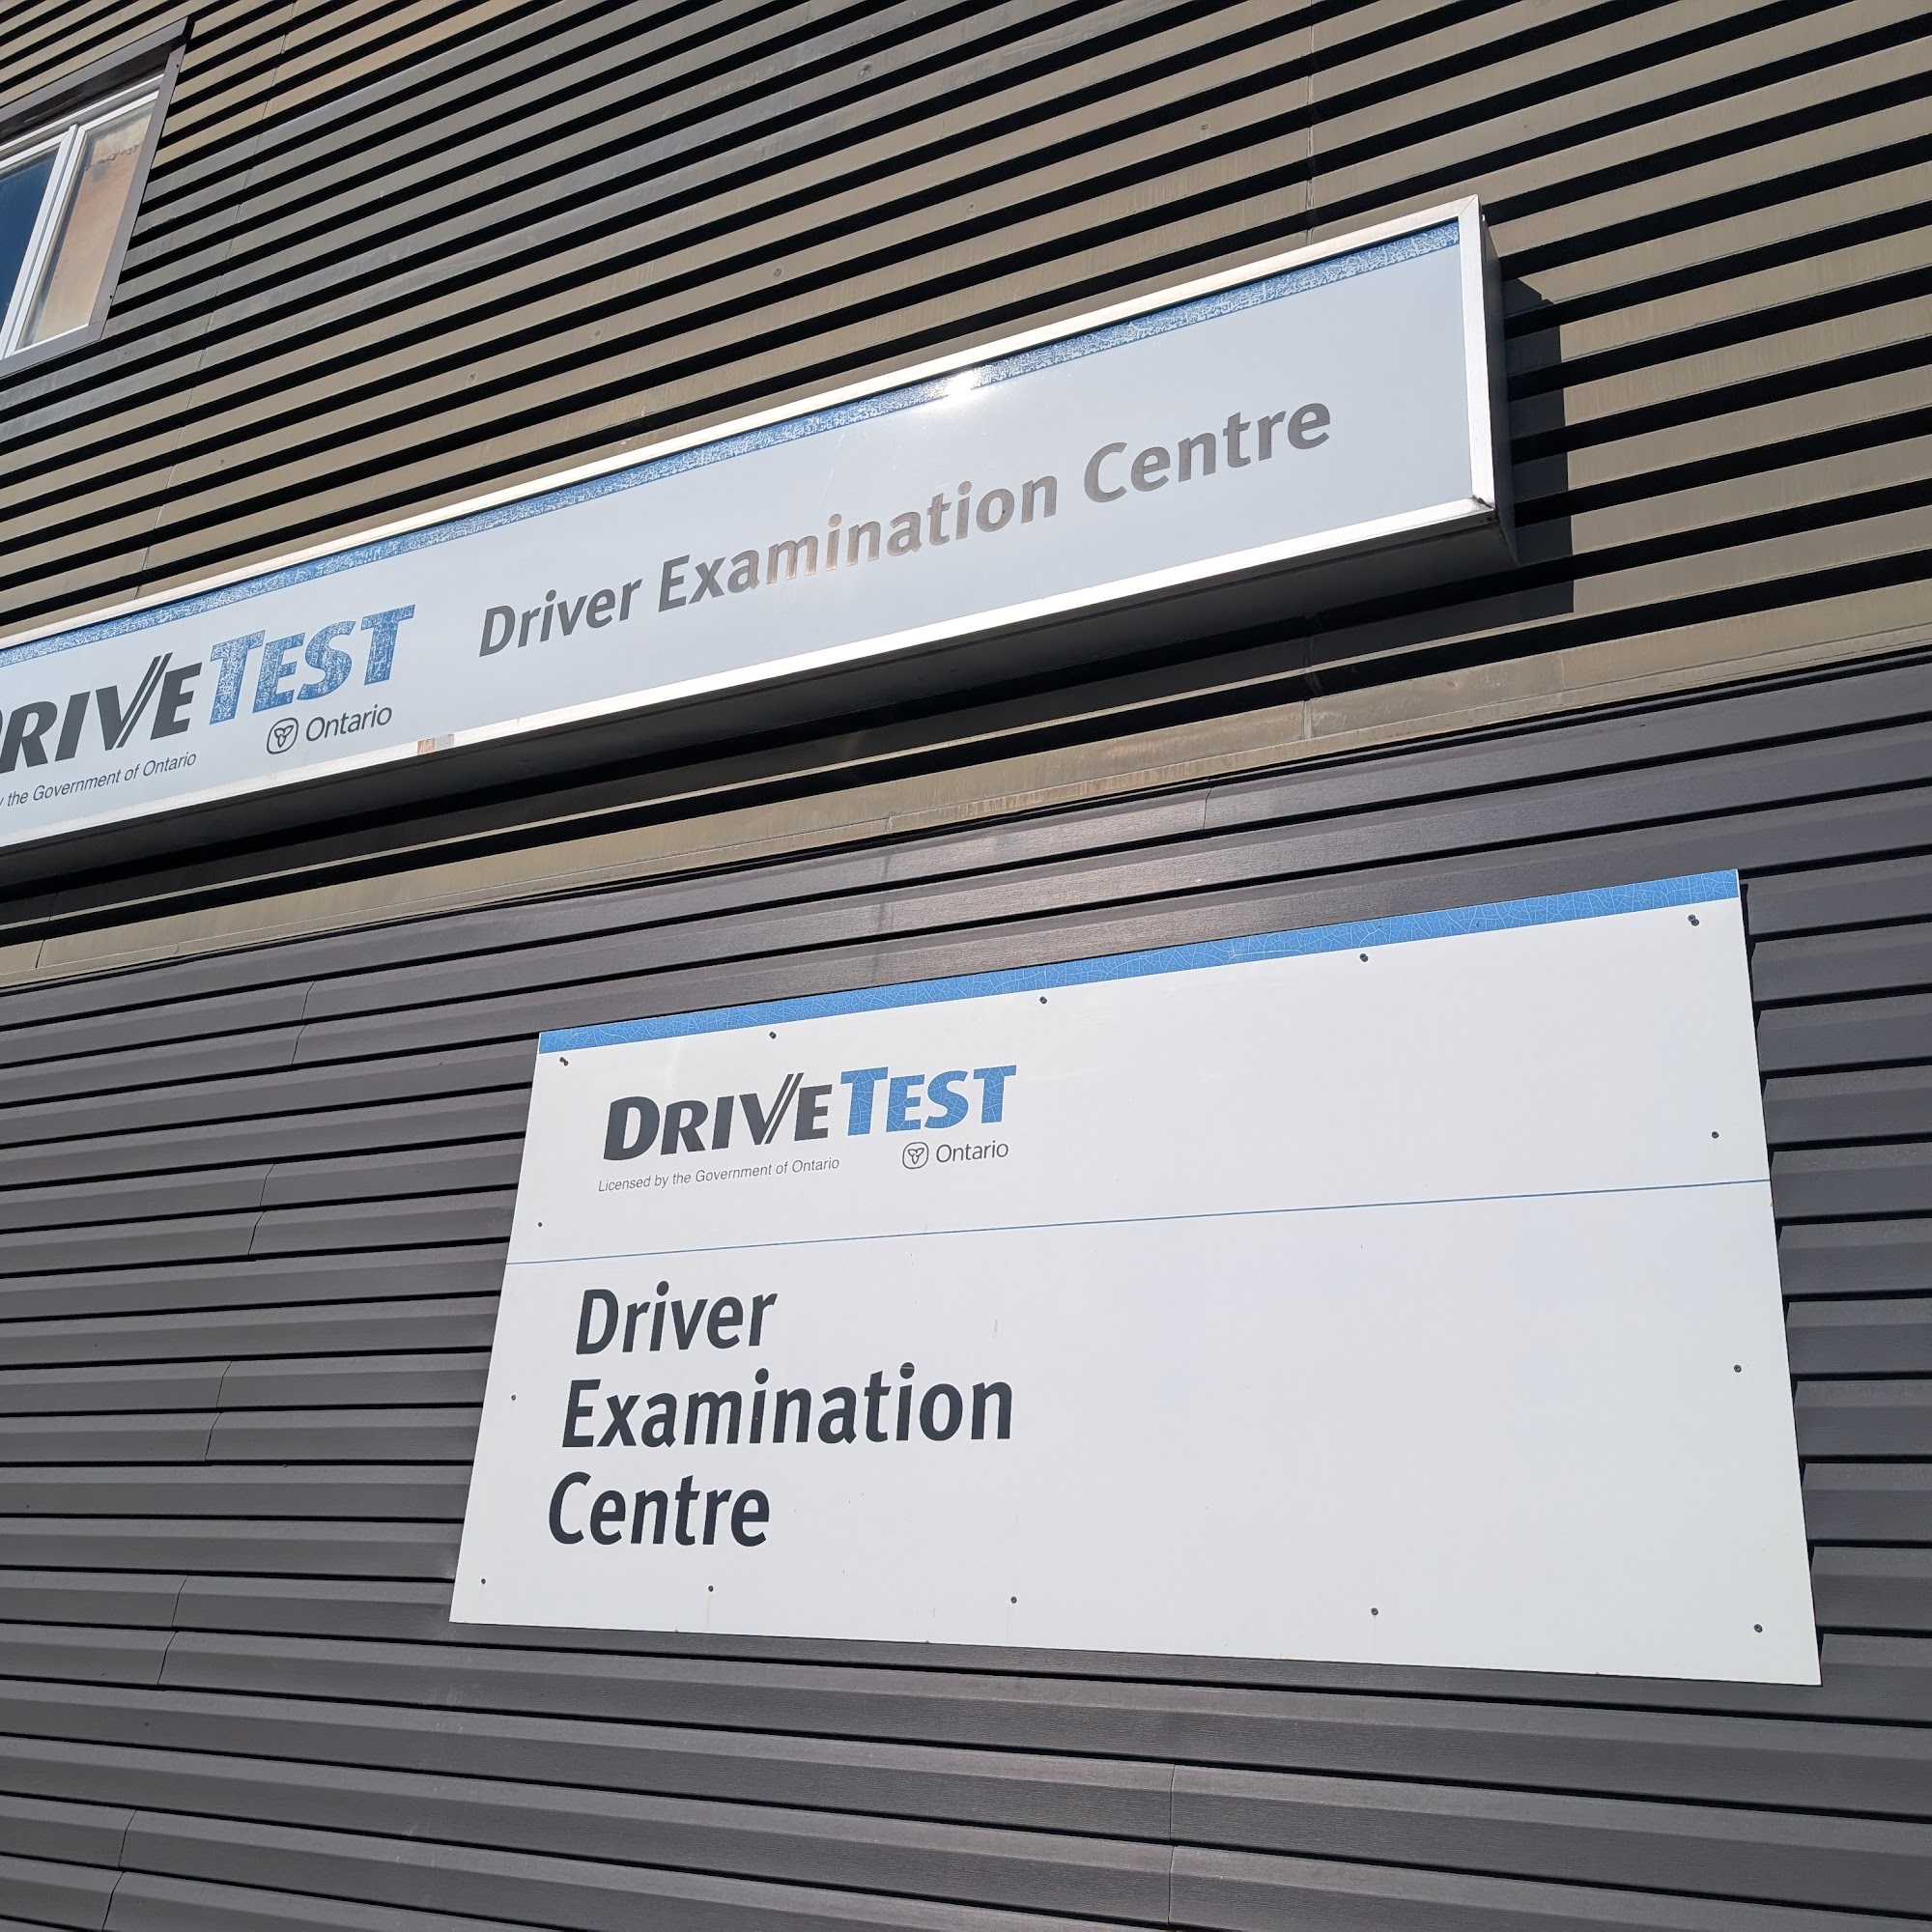 DRIVETEST
the Government of Ontario
Ontario
Driver Examination Centre
DRIVETEST
Licensed by the Government of Ontario
Ontario
Driver
Examination
Centre